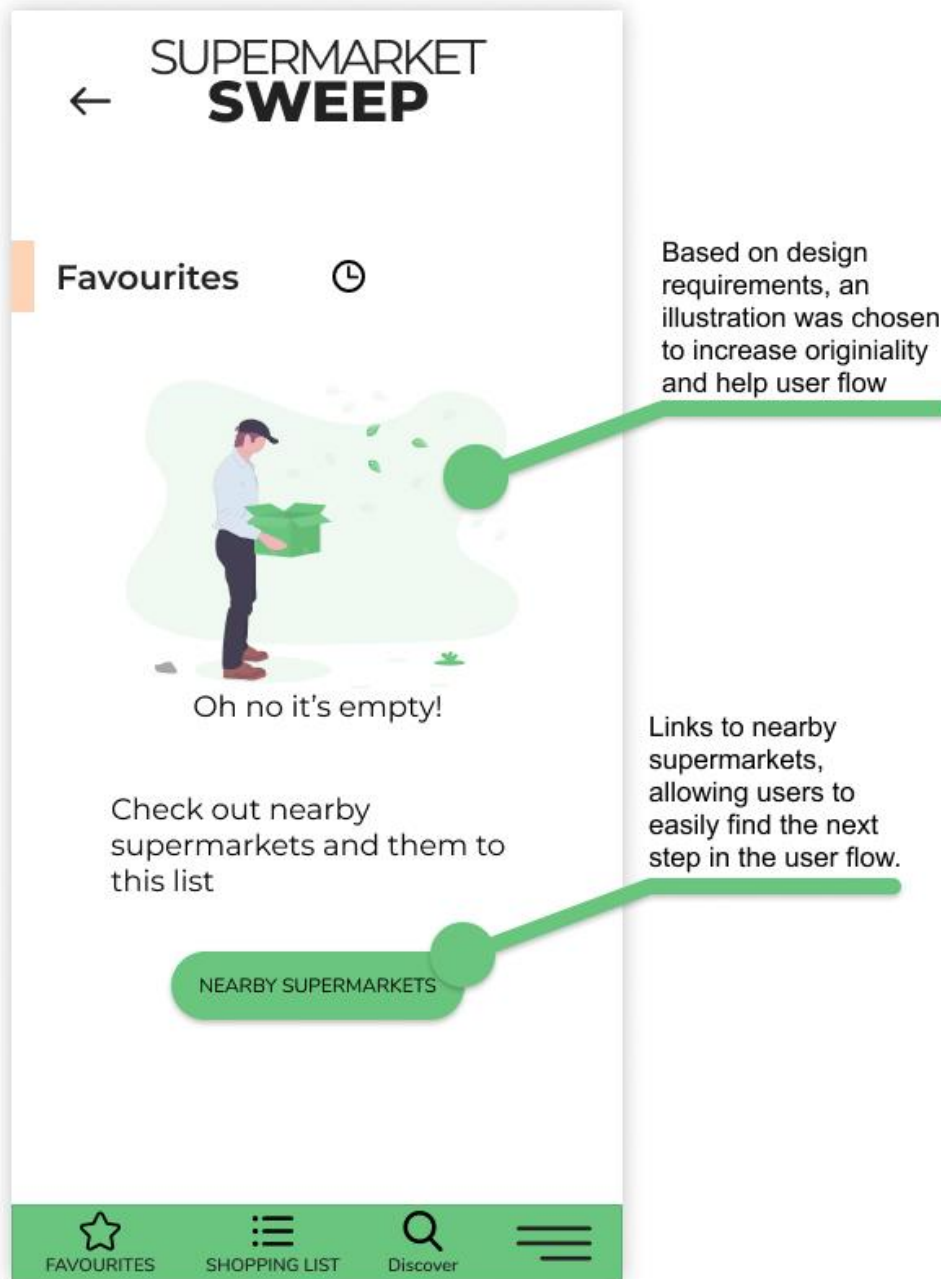 SUPERMARKET
SWEEP
Favourites
Based on design
requirements, an
illustration was chosen
to increase originiality
and help user flow
Oh no it's empty!
Links to nearby
supermarkets,
allowing users to
easily find the next
step in the user flow.
Check out nearby
supermarkets and them to
this list
NEARBY SUPERMARKETS
FAVOURITES
SHOPPING LIST
Discover